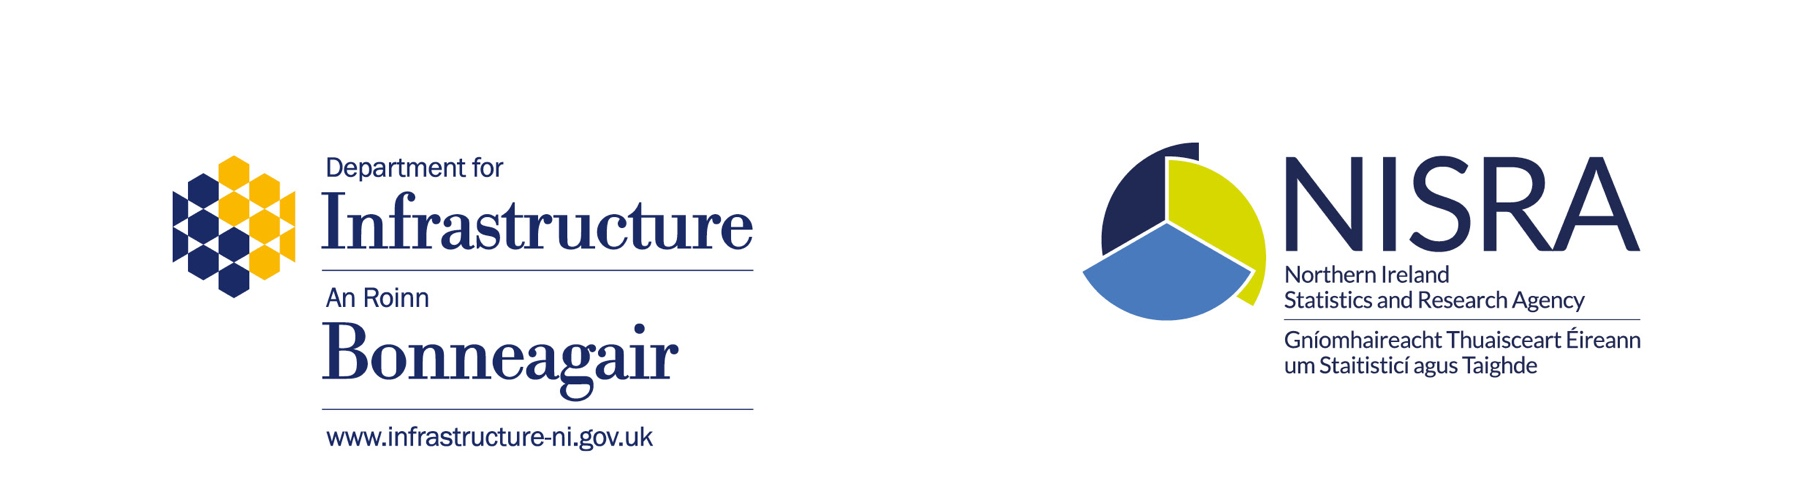 Department for
Infrastructure
An Roinn
Bonneagair
www.infrastructure-ni.gov.uk
NISRA
Northern Ireland
Statistics and Research Agency
Gníomhaireacht Thuaisceart Éireann
um Staitisticí agus Taighde